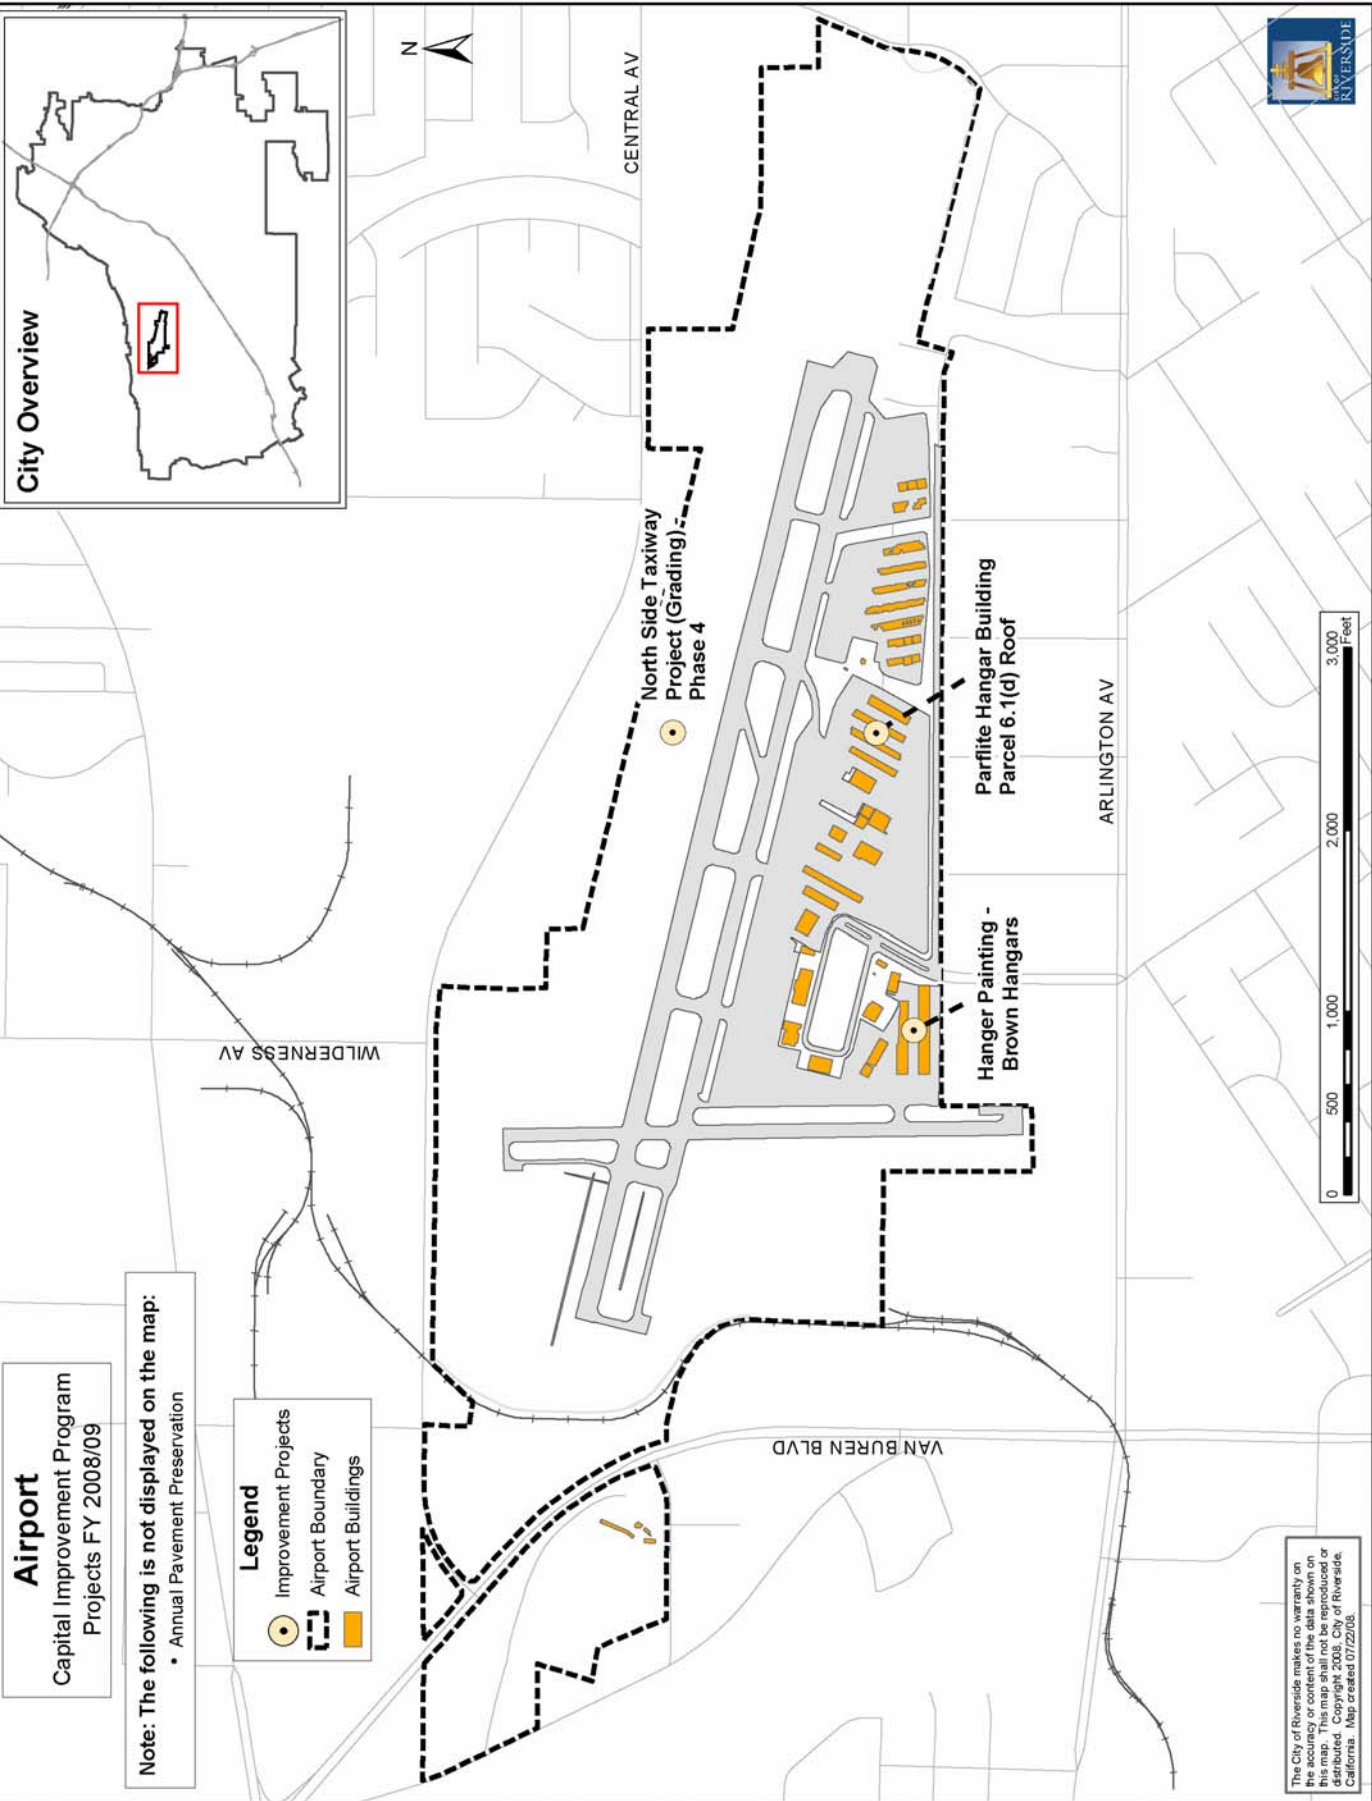 Airport
Capital Improvement Program
Projects FY 2008/09
Note: The following is not displayed on the map:
• Annual Pavement Preservation
Legend
Improvement Projects
Airport Boundary
Airport Buildings
City Overview
N
CENTRAL AV
WILDERNESS AV
VAN BUREN BLVD
ARLINGTON AV
North Side Taxiway
Project (Grading) -
Phase 4
Parflite Hangar Building
Parcel 6.1(d) Roof
Hanger Painting -
Brown Hangars
0 500 1,000 2,000 3,000
Feet
The City of Riverside makes no warranty on
the accuracy or content of the data shown on
this map. This map shall not be reproduced or
distributed. Copyright 2008, City of Riverside,
California. Map created 07/22/08.
CITY OF
RIVERSIDE